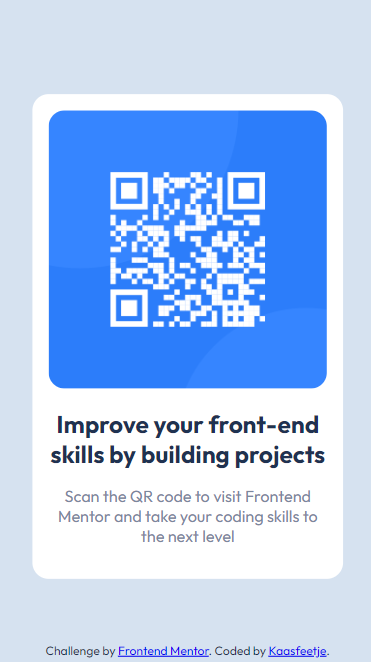 Improve your front-end
skills by building projects
Scan the QR code to visit Frontend
Mentor and take your coding skills to
the next level
Challenge by Frontend Mentor. Coded by Kaasfeetje.